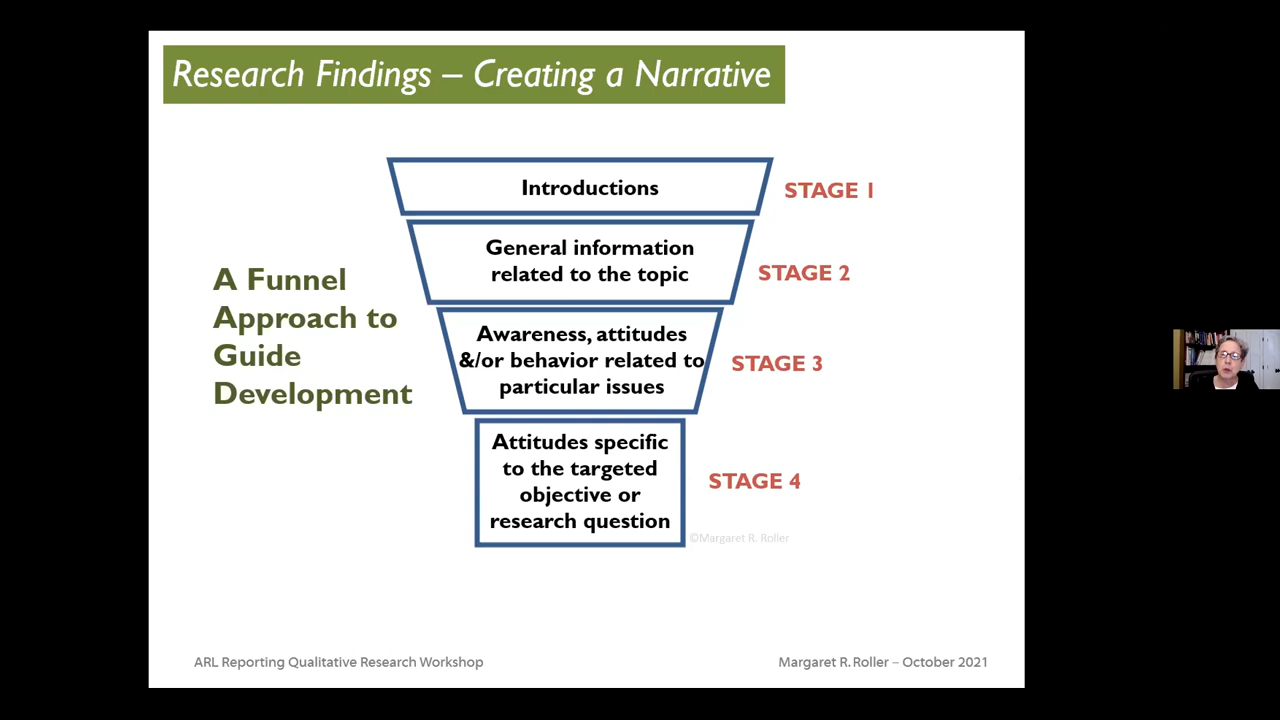 Research Findings – Creating a Narrative
Introductions
STAGE 1
General information
related to the topic
STAGE 2
A Funnel
Approach to
Guide
Development
Awareness, attitudes
&/or behavior related to
particular issues
STAGE 3
Attitudes specific
to the targeted
objective or
research question
STAGE 4
©Margaret R. Roller
ARL Reporting Qualitative Research Workshop
Margaret R. Roller – October 2021